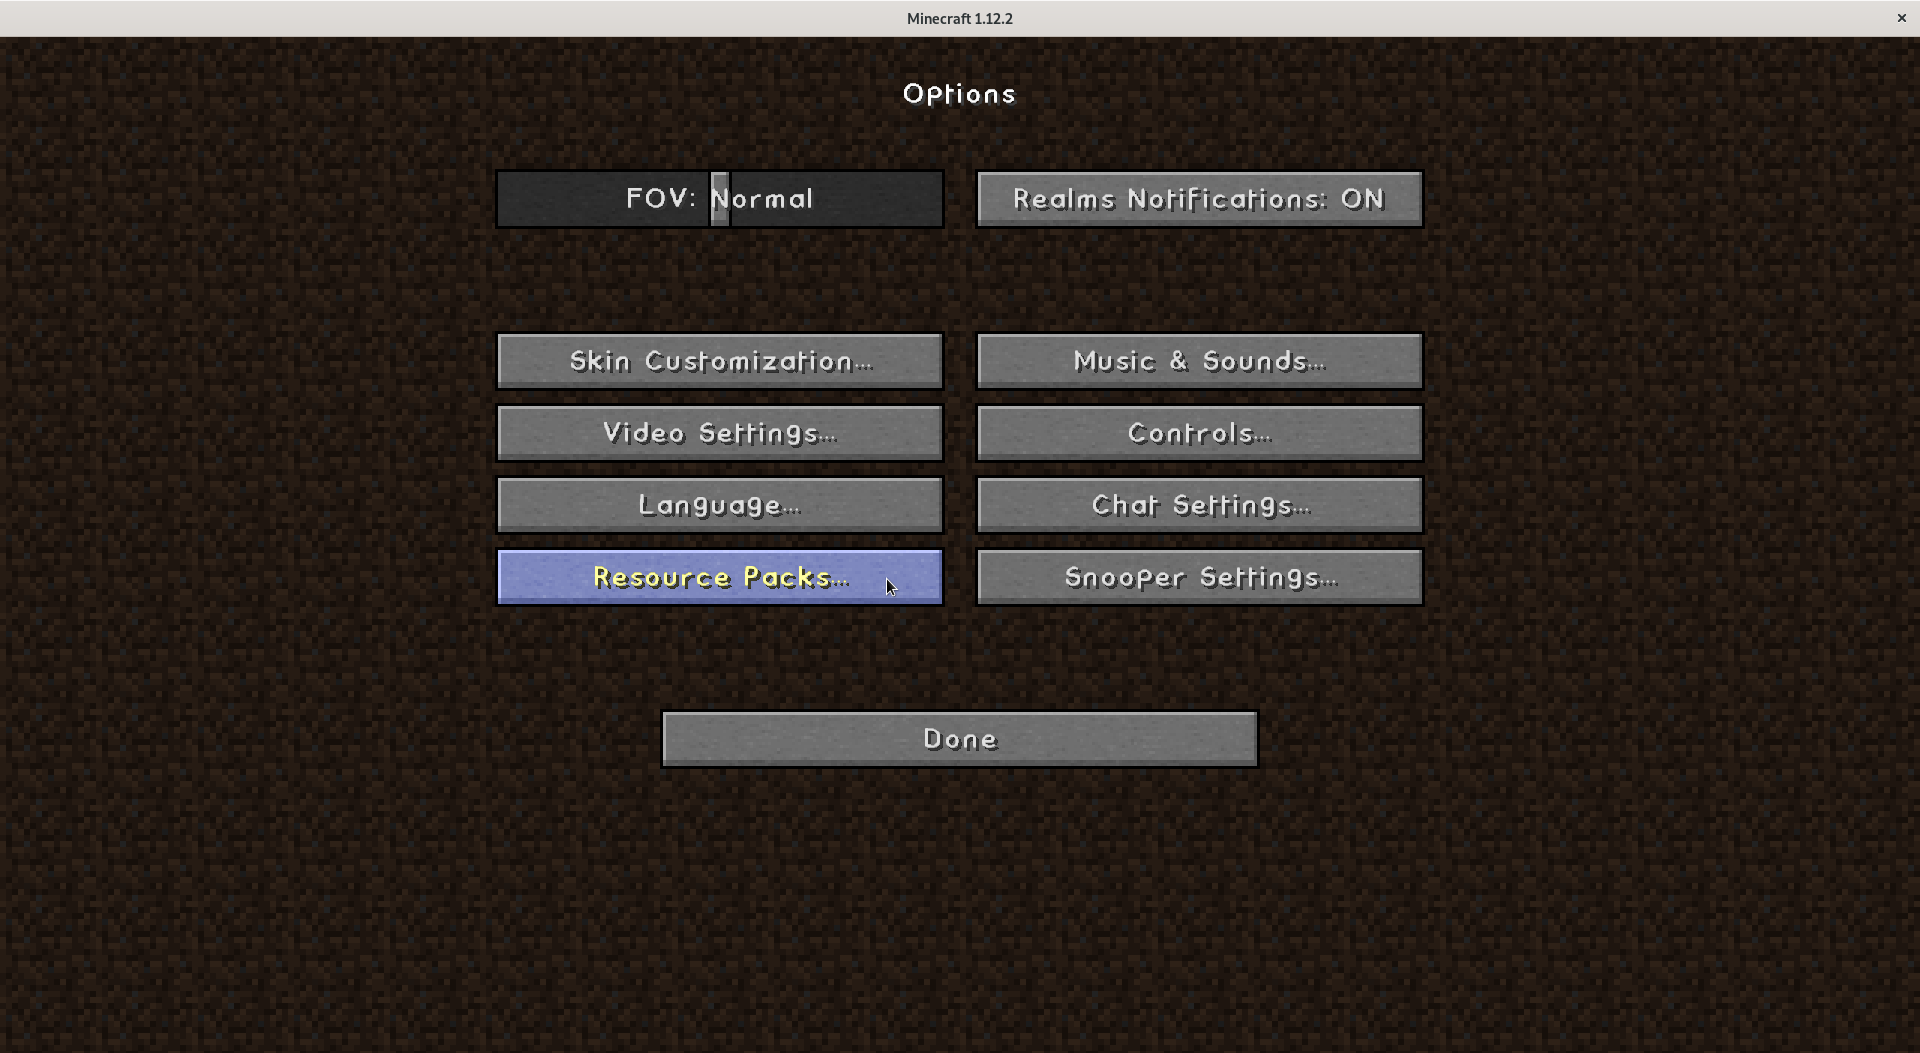 Minecraft 1.12.2
Options
FOV: Normal
Realms Notifications: ON
Skin Customization...
Music & Sounds...
Video Settings...
Controls...
Language...
Chat Settings...
Resource Packs...
Snooper Settings...
Done